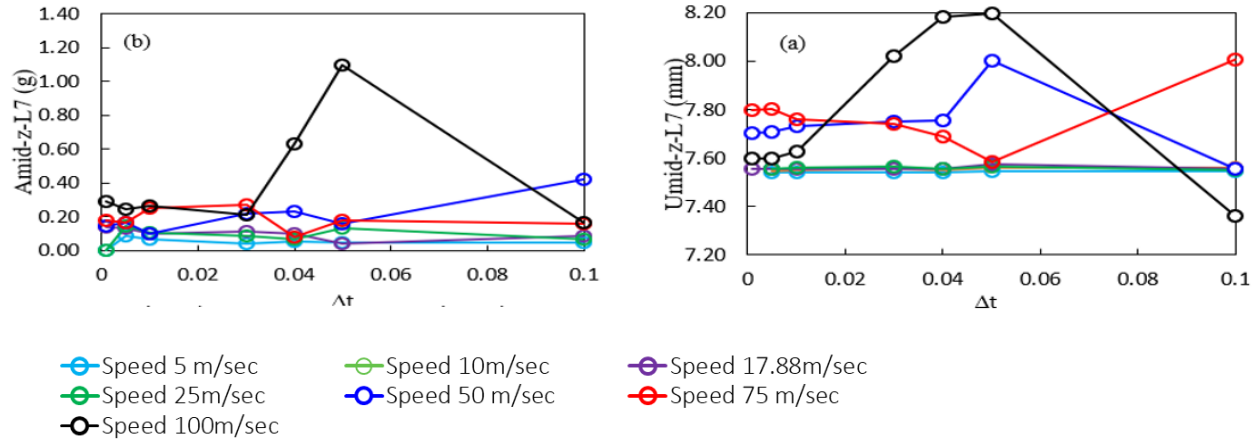 1.40
1.20
1.00
0.80
0.60
0.40
0.20
0.00
Amid-z-L7 (g)
(b)
0 0.02 0.04 0.06 0.08 0.1
Δt
8.20
8.00
7.80
7.60
7.40
7.20
Umid-z-L7 (mm)
(a)
0 0.02 0.04 0.06 0.08 0.1
Δt
Speed 5 m/sec Speed 10m/sec Speed 17.88m/sec
Speed 25m/sec Speed 50 m/sec Speed 75 m/sec
Speed 100m/sec